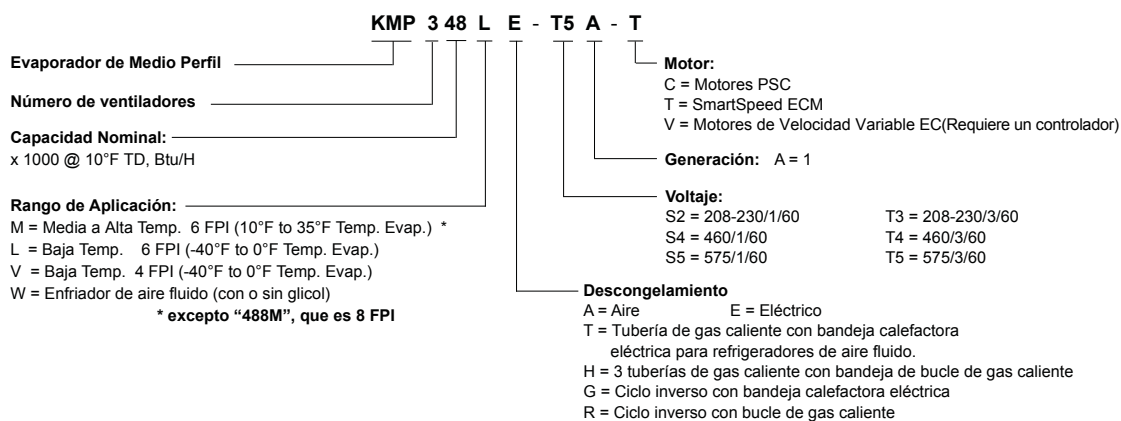 KMP 3 48 L E - T5 A - T
Evaporador de Medio Perfil
Número de ventiladores
Capacidad Nominal:
x 1000 @ 10°F TD, Btu/H
Rango de Aplicación:
M = Media a Alta Temp. 6 FPI (10°F to 35°F Temp. Evap.) *
L = Baja Temp. 6 FPI (-40°F to 0°F Temp. Evap.)
V = Baja Temp. 4 FPI (-40°F to 0°F Temp. Evap.)
W = Enfriador de aire fluido (con o sin glicol)
* excepto “488M”, que es 8 FPI
Motor:
C = Motores PSC
T = SmartSpeed ECM
V = Motores de Velocidad Variable EC(Requiere un controlador)
Generación: A = 1
Voltaje:
S2 = 208-230/1/60 T3 = 208-230/3/60
S4 = 460/1/60 T4 = 460/3/60
S5 = 575/1/60 T5 = 575/3/60
Descongelamiento
A = Aire E = Eléctrico
T = Tubería de gas caliente con bandeja calefactora
eléctrica para refrigeradores de aire fluido.
H = 3 tuberías de gas caliente con bandeja de bucle de gas caliente
G = Ciclo inverso con bandeja calefactora eléctrica
R = Ciclo inverso con bucle de gas caliente